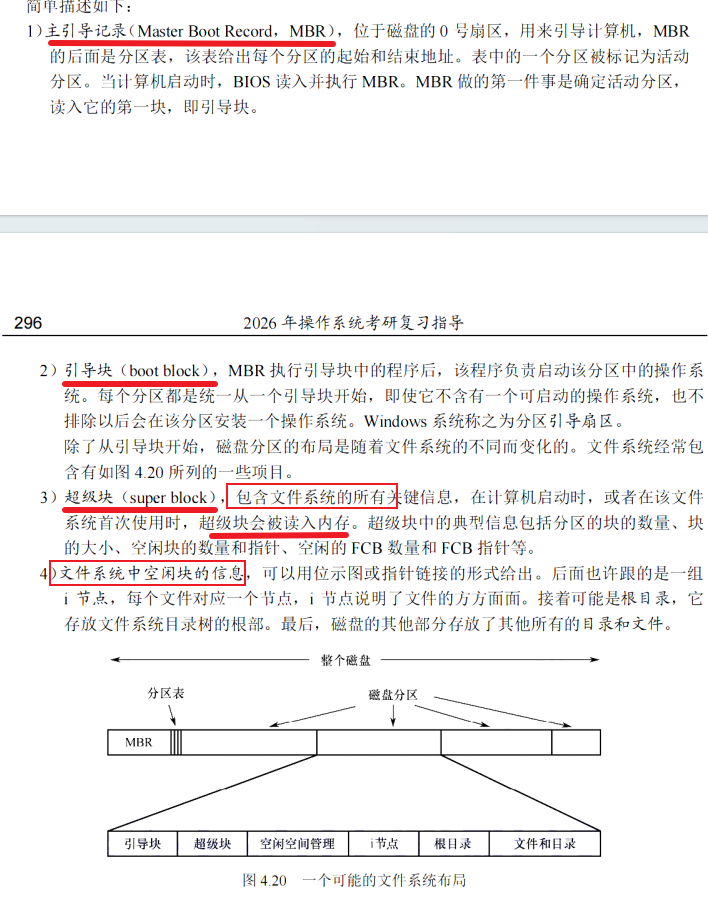 简单描述如下：
1）主引导记录（Master Boot Record，MBR），位于磁盘的 0 号扇区，用来引导计算机，MBR
的后面是分区表，该表给出每个分区的起始和结束地址。表中的一个分区被标记为活动
分区。当计算机启动时，BIOS 读入并执行 MBR。MBR 做的第一件事是确定活动分区，
读入它的第一块，即引导块。
296
2026 年操作系统考研复习指导
2）引导块（boot block），MBR 执行引导块中的程序后，该程序负责启动该分区中的操作系
统。每个分区都是统一从一个引导块开始，即使它不含有一个可启动的操作系统，也不
排除以后会在该分区安装一个操作系统。Windows 系统称之为分区引导扇区。
除了从引导块开始，磁盘分区的布局是随着文件系统的不同而变化的。文件系统经常包
含有如图 4.20 所列的一些项目。
3）超级块（super block），包含文件系统的所有关键信息，在计算机启动时，或者在该文件
系统首次使用时，超级块会被读入内存。超级块中的典型信息包括分区的块的数量、块
的大小、空闲块的数量和指针、空闲的 FCB 数量和 FCB 指针等。
4）文件系统中空闲块的信息，可以用位示图或指针链接的形式给出。后面也许跟的是一组
i 节点，每个文件对应一个节点，i 节点说明了文件的方方面面。接着可能是根目录，它
存放文件系统目录树的根部。最后，磁盘的其他部分存放了其他所有的目录和文件。
整个磁盘
分区表
磁盘分区
MBR
引导块 超级块 空闲空间管理 i节点 根目录 文件和目录
图 4.20 一个可能的文件系统布局